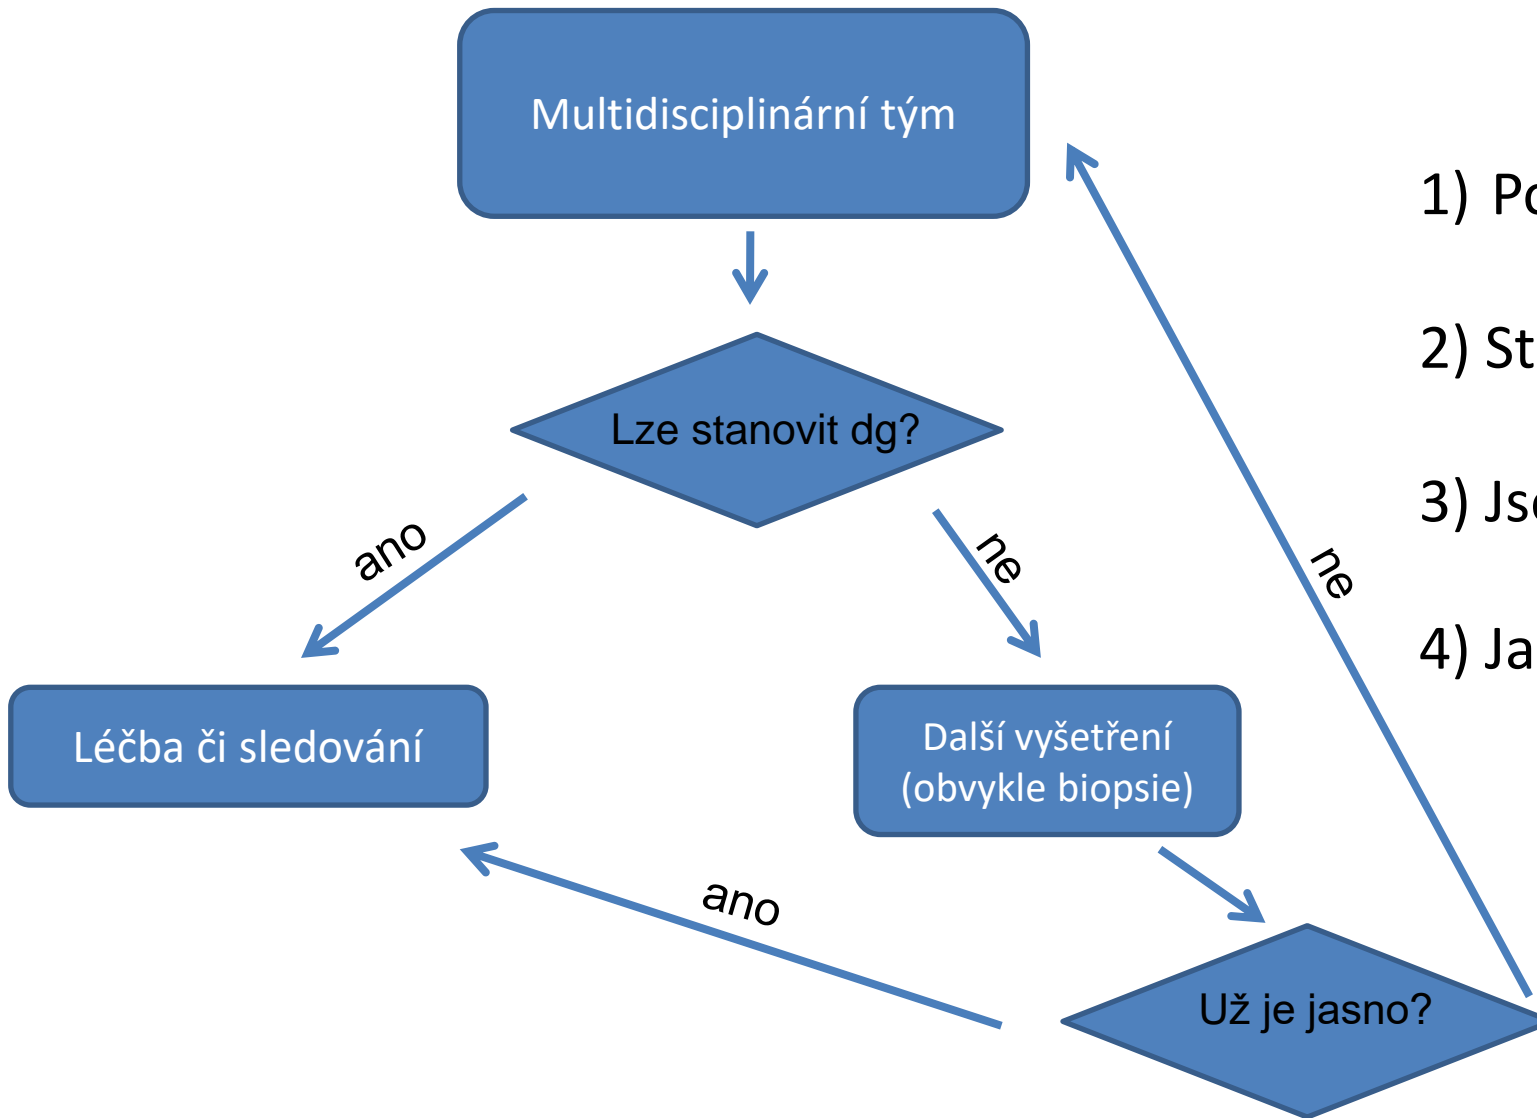 Multidisciplinární tým
Lze stanovit dg?
ano
ne
Léčba či sledování
Další vyšetření
(obvykle biopsie)
ano
Už je jasno?
ne
1)
2)
3)
4)